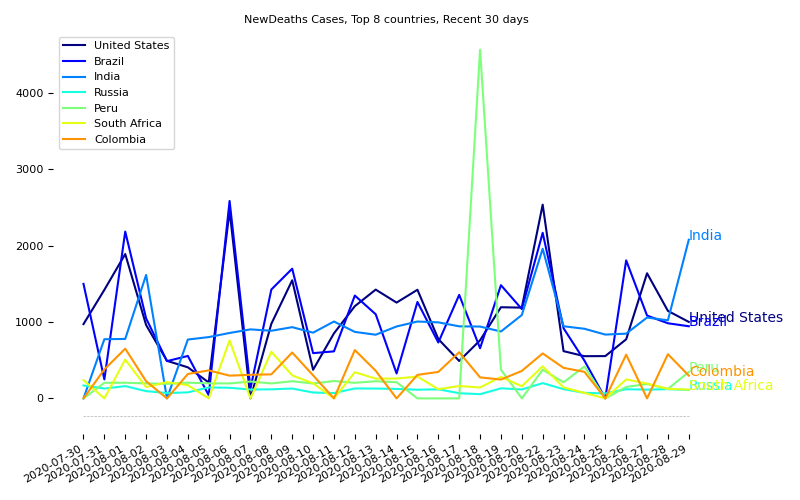 NewDeaths Cases, Top 8 countries, Recent 30 days
United States
Brazil
India
Russia
Peru
South Africa
Colombia
4000
3000
2000
1000
0
India
United States
Brazil
Peru
Colombia
Russia
South Africa
2020-07-30
2020-07-31
2020-08-01
2020-08-02
2020-08-03
2020-08-04
2020-08-05
2020-08-06
2020-08-07
2020-08-08
2020-08-09
2020-08-10
2020-08-11
2020-08-12
2020-08-13
2020-08-14
2020-08-15
2020-08-16
2020-08-17
2020-08-18
2020-08-19
2020-08-20
2020-08-22
2020-08-23
2020-08-24
2020-08-25
2020-08-26
2020-08-27
2020-08-28
2020-08-29